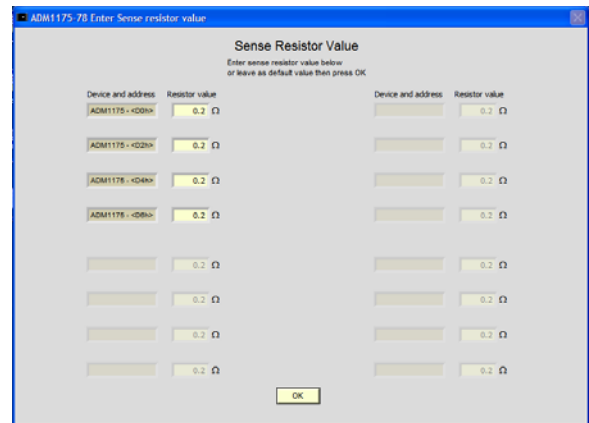 ADM1175-78 Enter Sense resistor value
Sense Resistor Value
Enter sense resistor value below
or leave as default value then press OK
Device and address Resistor value Device and address Resistor value
ADM1175 - <D0h> 0.2 Ω 0.2 Ω
ADM1175 - <D2h> 0.2 Ω 0.2 Ω
ADM1176 - <D4h> 0.2 Ω 0.2 Ω
ADM1176 - <D6h> 0.2 Ω 0.2 Ω
0.2 Ω 0.2 Ω
0.2 Ω 0.2 Ω
0.2 Ω 0.2 Ω
0.2 Ω 0.2 Ω
OK